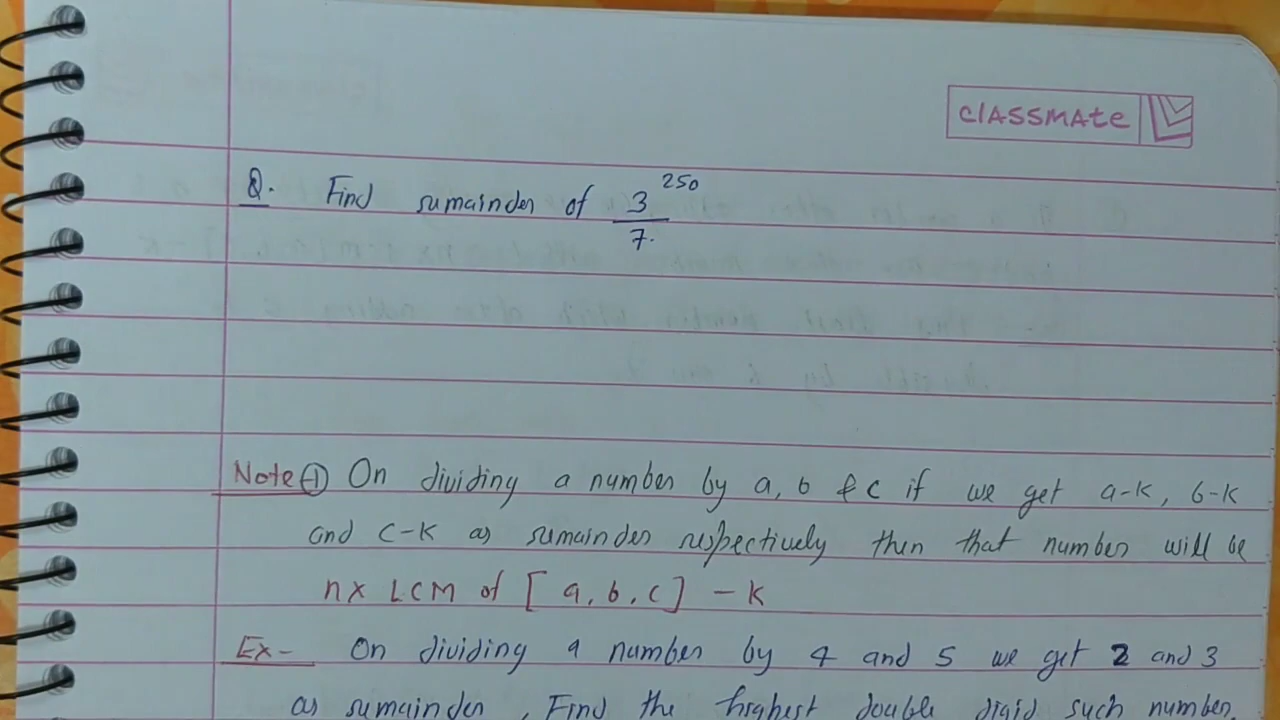 classmate
Q. Find remainder of 3^250 / 7.
Note ① On dividing a number by a, b & c if we get a-k, b-k
and c-k as remainder respectively then that number will be
n x LCM of [a, b, c] - k
Ex- On dividing a number by 4 and 5 we get 2 and 3
as remainder, Find the highest double digid such number.